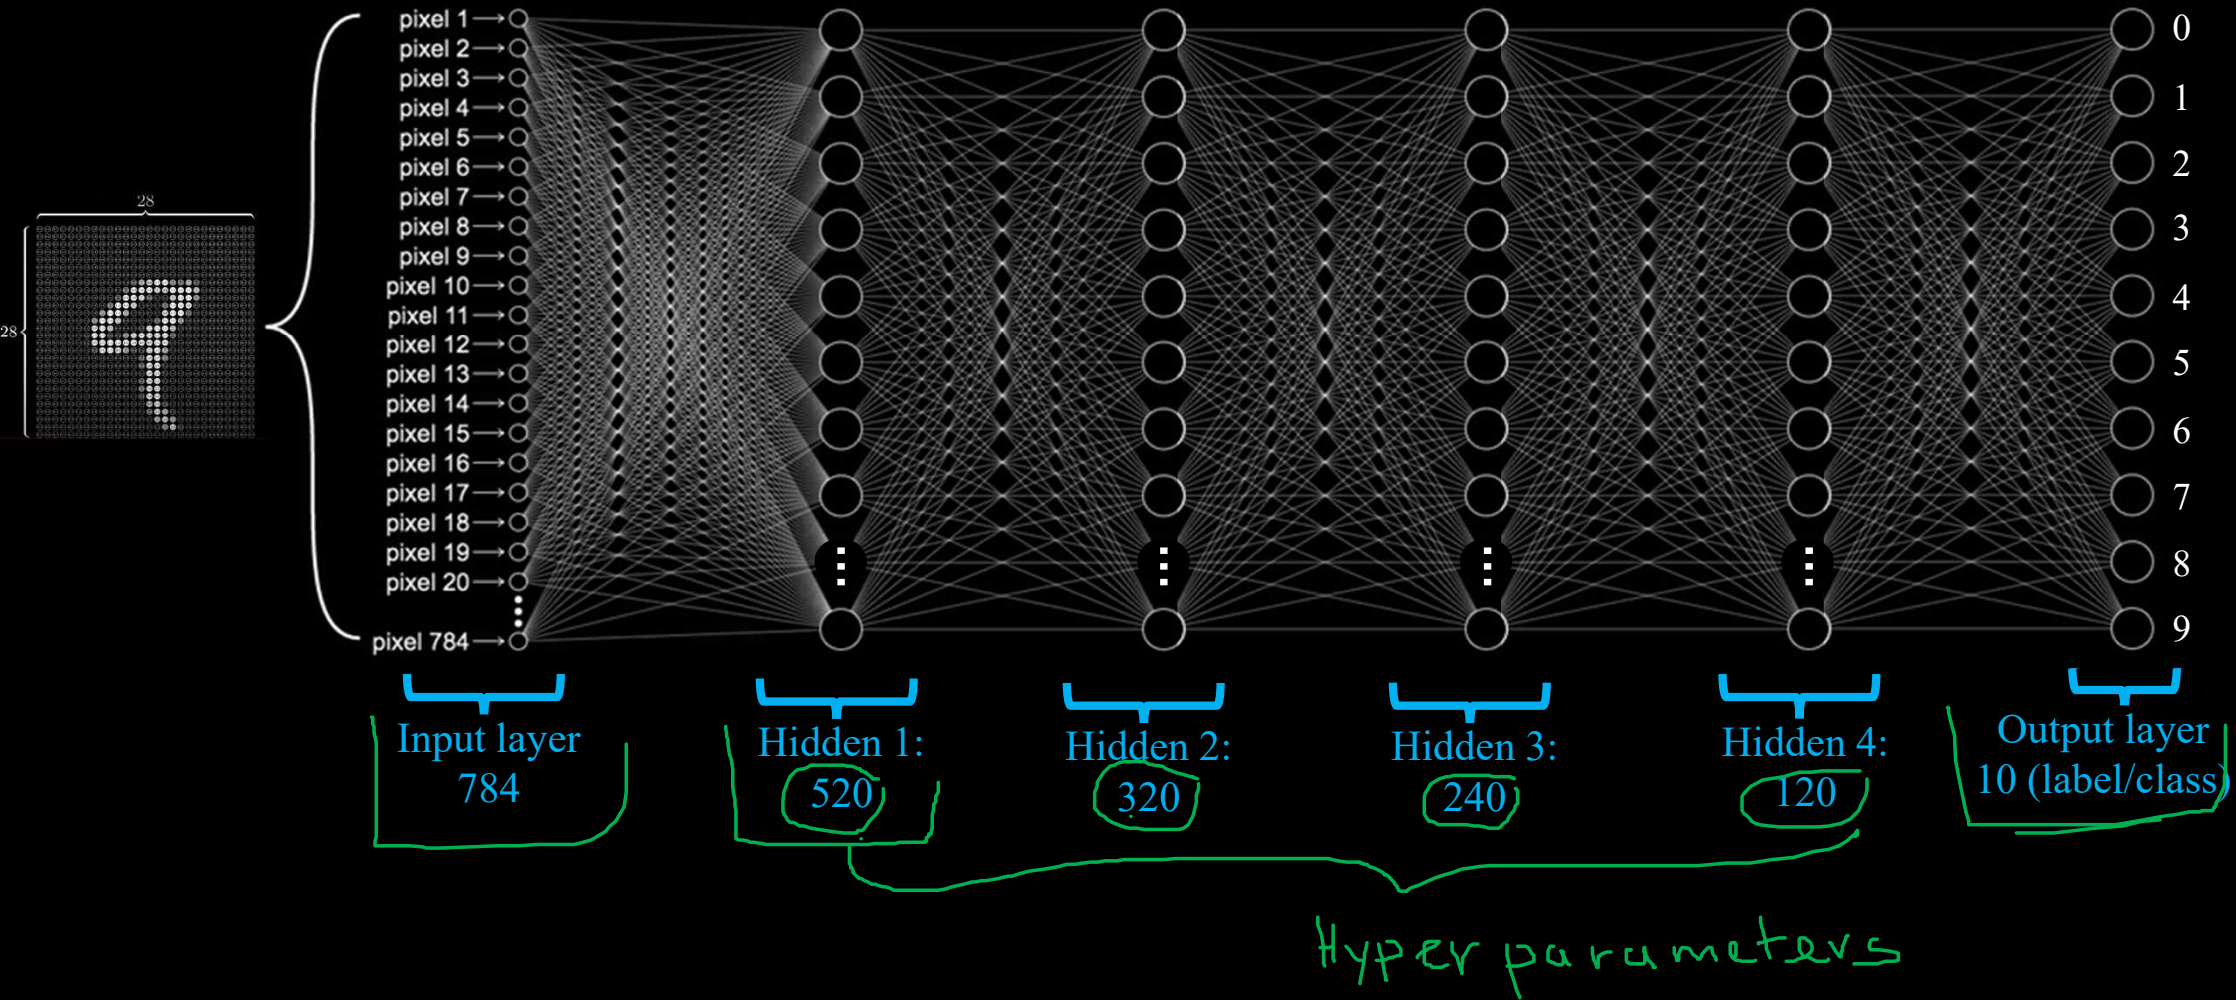 28
28
pixel 1
pixel 2
pixel 3
pixel 4
pixel 5
pixel 6
pixel 7
pixel 8
pixel 9
pixel 10
pixel 11
pixel 12
pixel 13
pixel 14
pixel 15
pixel 16
pixel 17
pixel 18
pixel 19
pixel 20
pixel 784
0
1
2
3
4
5
6
7
8
9
Input layer
784
Hidden 1:
520
Hidden 2:
320
Hidden 3:
240
Hidden 4:
120
Output layer
10 (label/class)
Hyper parameters